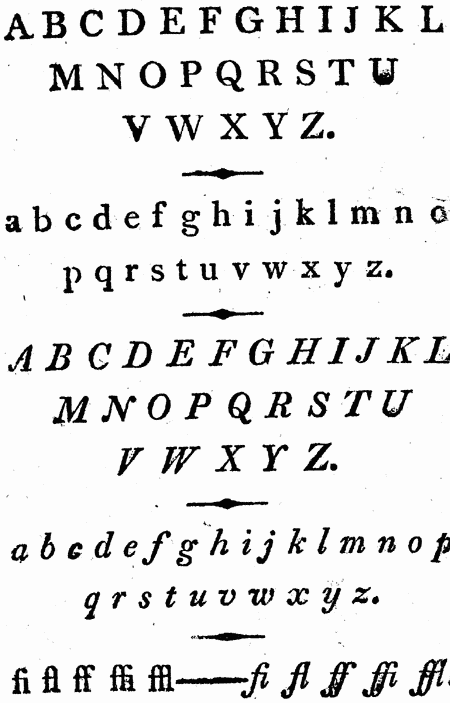 A B C D E F G H I J K L
M N O P Q R S T U
V W X Y Z.
a b c d e f g h i j k l m n o
p q r s t u v w x y z.
A B C D E F G H I J K L
M N O P Q R S T U
V W X Y Z.
a b c d e f g h i j k l m n o p
q r s t u v w x y z.
fi fl ff ffi ffl——fi fl ff ffi ffl.